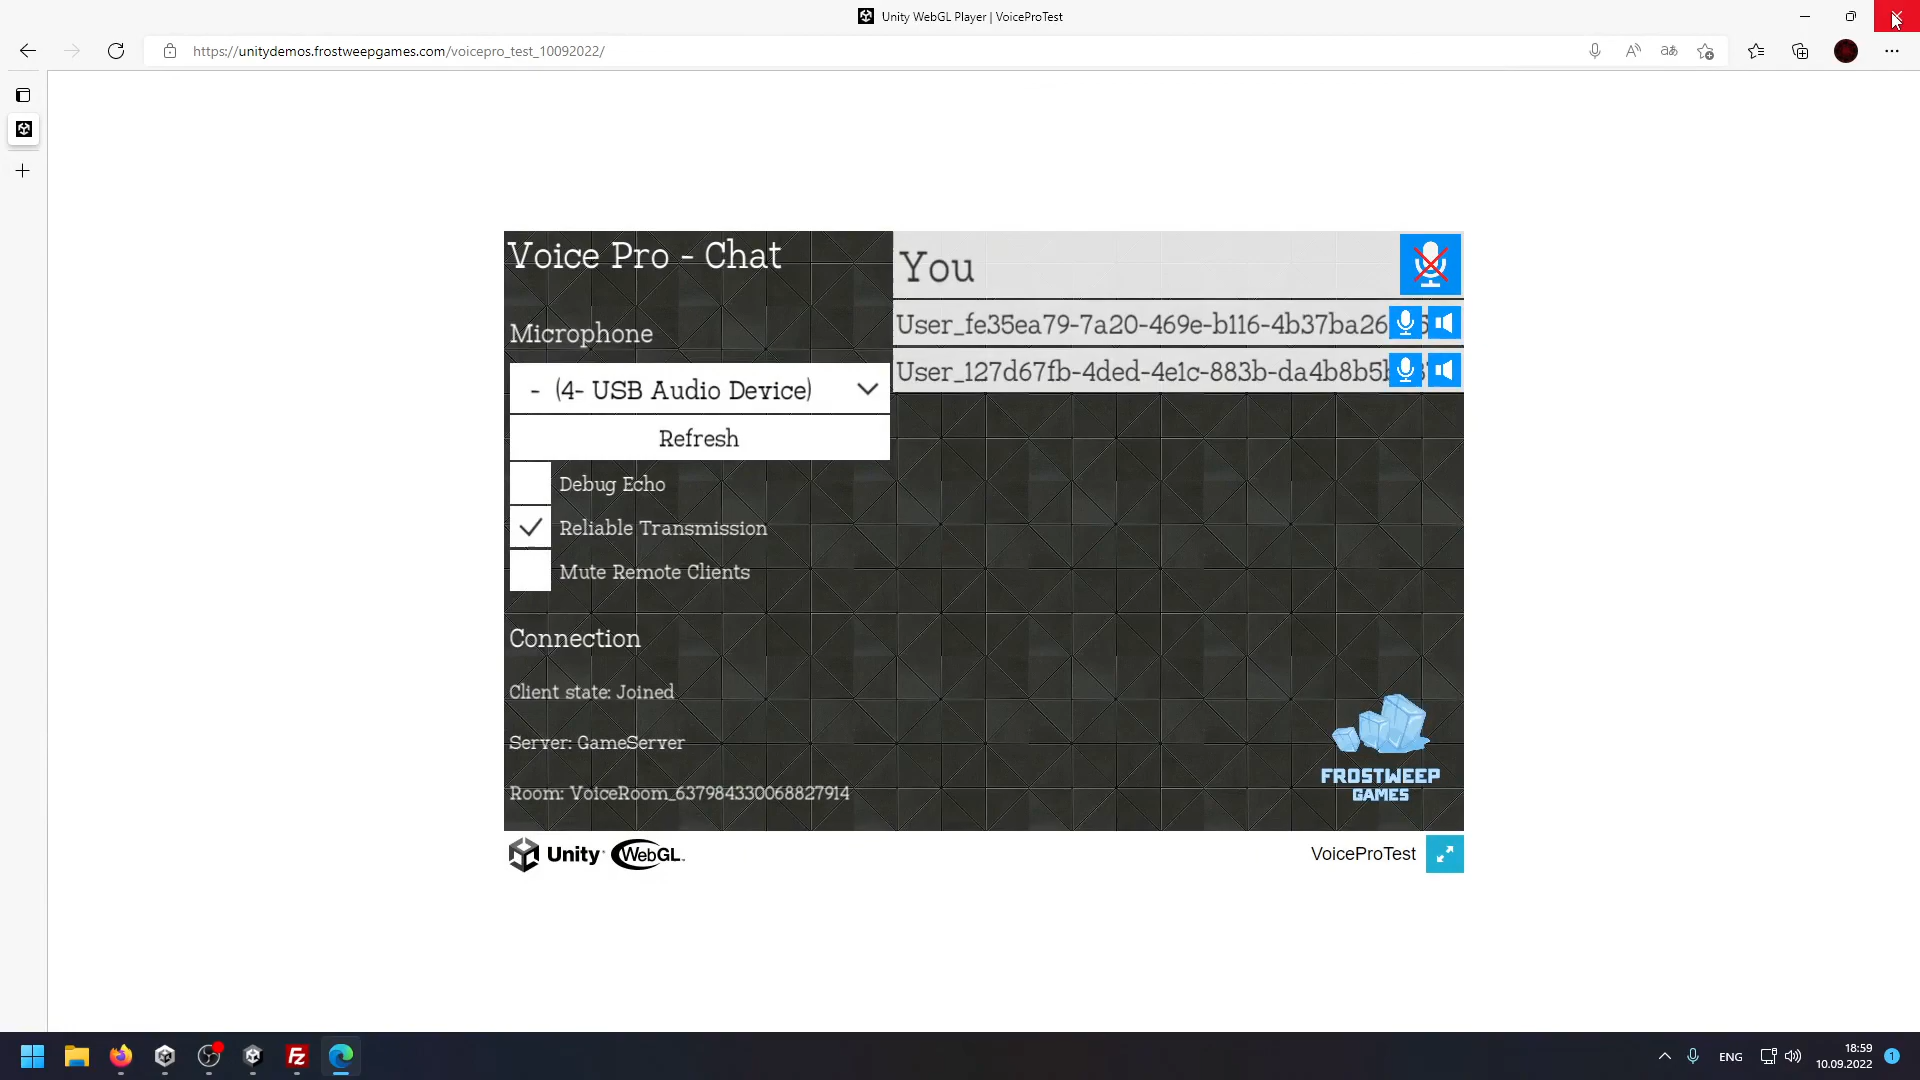 Unity WebGL Player | VoiceProTest
https://unitydemos.frostweepgames.com/voicepro_test_10092022/
Voice Pro - Chat
Microphone
- (4- USB Audio Device)
Refresh
Debug Echo
Reliable Transmission
Mute Remote Clients
Connection
Client state: Joined
Server: GameServer
Room: VoiceRoom_637984330068827914
You
User_fe35ea79-7a20-469e-b116-4b37ba26
User_127d67fb-4ded-4e1c-883b-da4b8b5b
FROSTWEEP
GAMES
Unity WebGL
VoiceProTest
ENG
18:59
10.09.2022
1